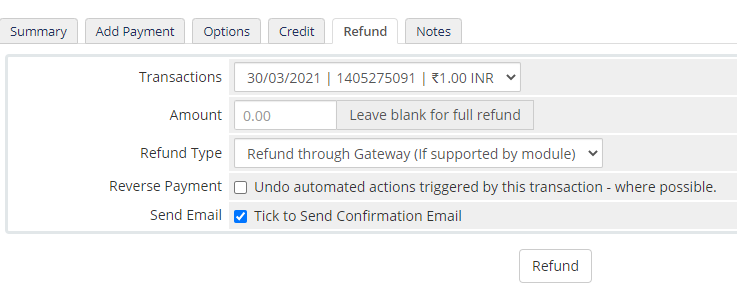 Summary Add Payment Options Credit Refund Notes
Transactions 30/03/2021 | 1405275091 | ₹1.00 INR
Amount 0.00 Leave blank for full refund
Refund Type Refund through Gateway (If supported by module)
Reverse Payment Undo automated actions triggered by this transaction - where possible.
Send Email Tick to Send Confirmation Email
Refund